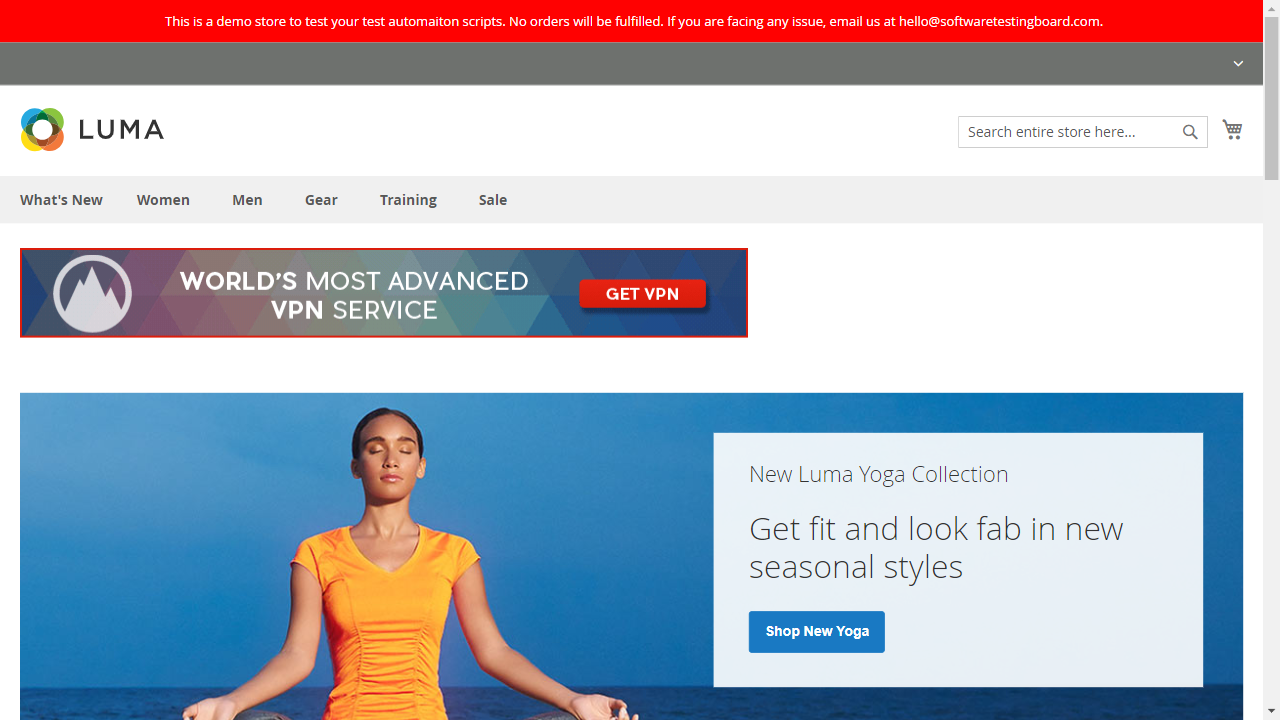 This is a demo store to test your test automaiton scripts. No orders will be fulfilled. If you are facing any issue, email us at hello@softwaretestingboard.com.
LUMA
Search entire store here...
What's New Women Men Gear Training Sale
WORLD'S MOST ADVANCED
VPN SERVICE
GET VPN
New Luma Yoga Collection
Get fit and look fab in new
seasonal styles
Shop New Yoga